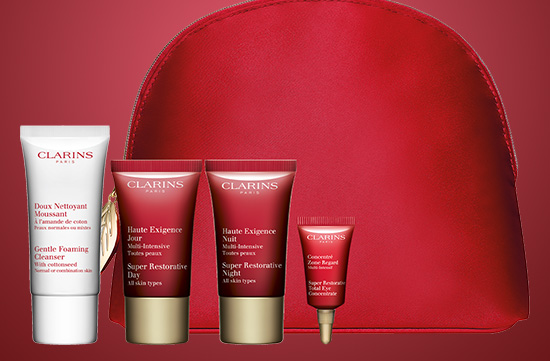 CLARINS
PARIS
Doux Nettoyant
Moussant
À l'amande de coton
Peaux normales ou mixtes
Gentle Foaming
Cleanser
With cottonseed
Normal or combination skin
CLARINS
PARIS
Haute Exigence
Jour
Multi-Intensive
Toutes peaux
Super Restorative
Day
All skin types
CLARINS
PARIS
Haute Exigence
Nuit
Multi-Intensive
Toutes peaux
Super Restorative
Night
All skin types
CLARINS
PARIS
Concentré
Zone Regard
Multi-Intensif
Super Restorative
Total Eye
Concentrate